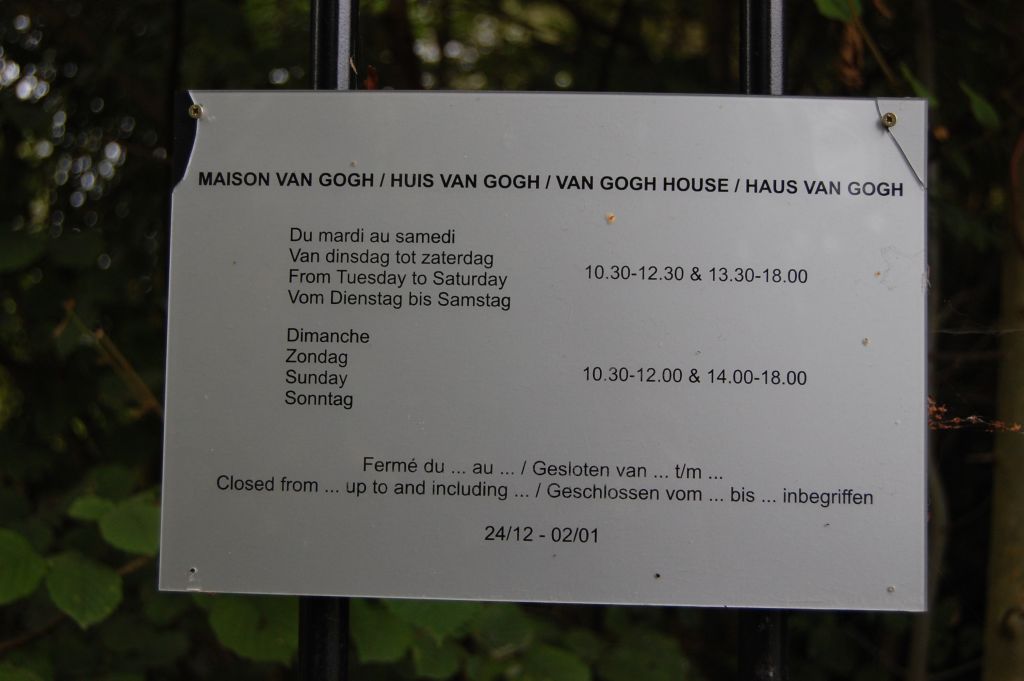 MAISON VAN GOGH / HUIS VAN GOGH / VAN GOGH HOUSE / HAUS VAN GOGH
Du mardi au samedi
Van dinsdag tot zaterdag
From Tuesday to Saturday
Vom Dienstag bis Samstag
10.30-12.30 & 13.30-18.00
Dimanche
Zondag
Sunday
Sonntag
10.30-12.00 & 14.00-18.00
Fermé du ... au ... / Gesloten van ... t/m ...
Closed from ... up to and including ... / Geschlossen vom ... bis ... inbegriffen
24/12 - 02/01